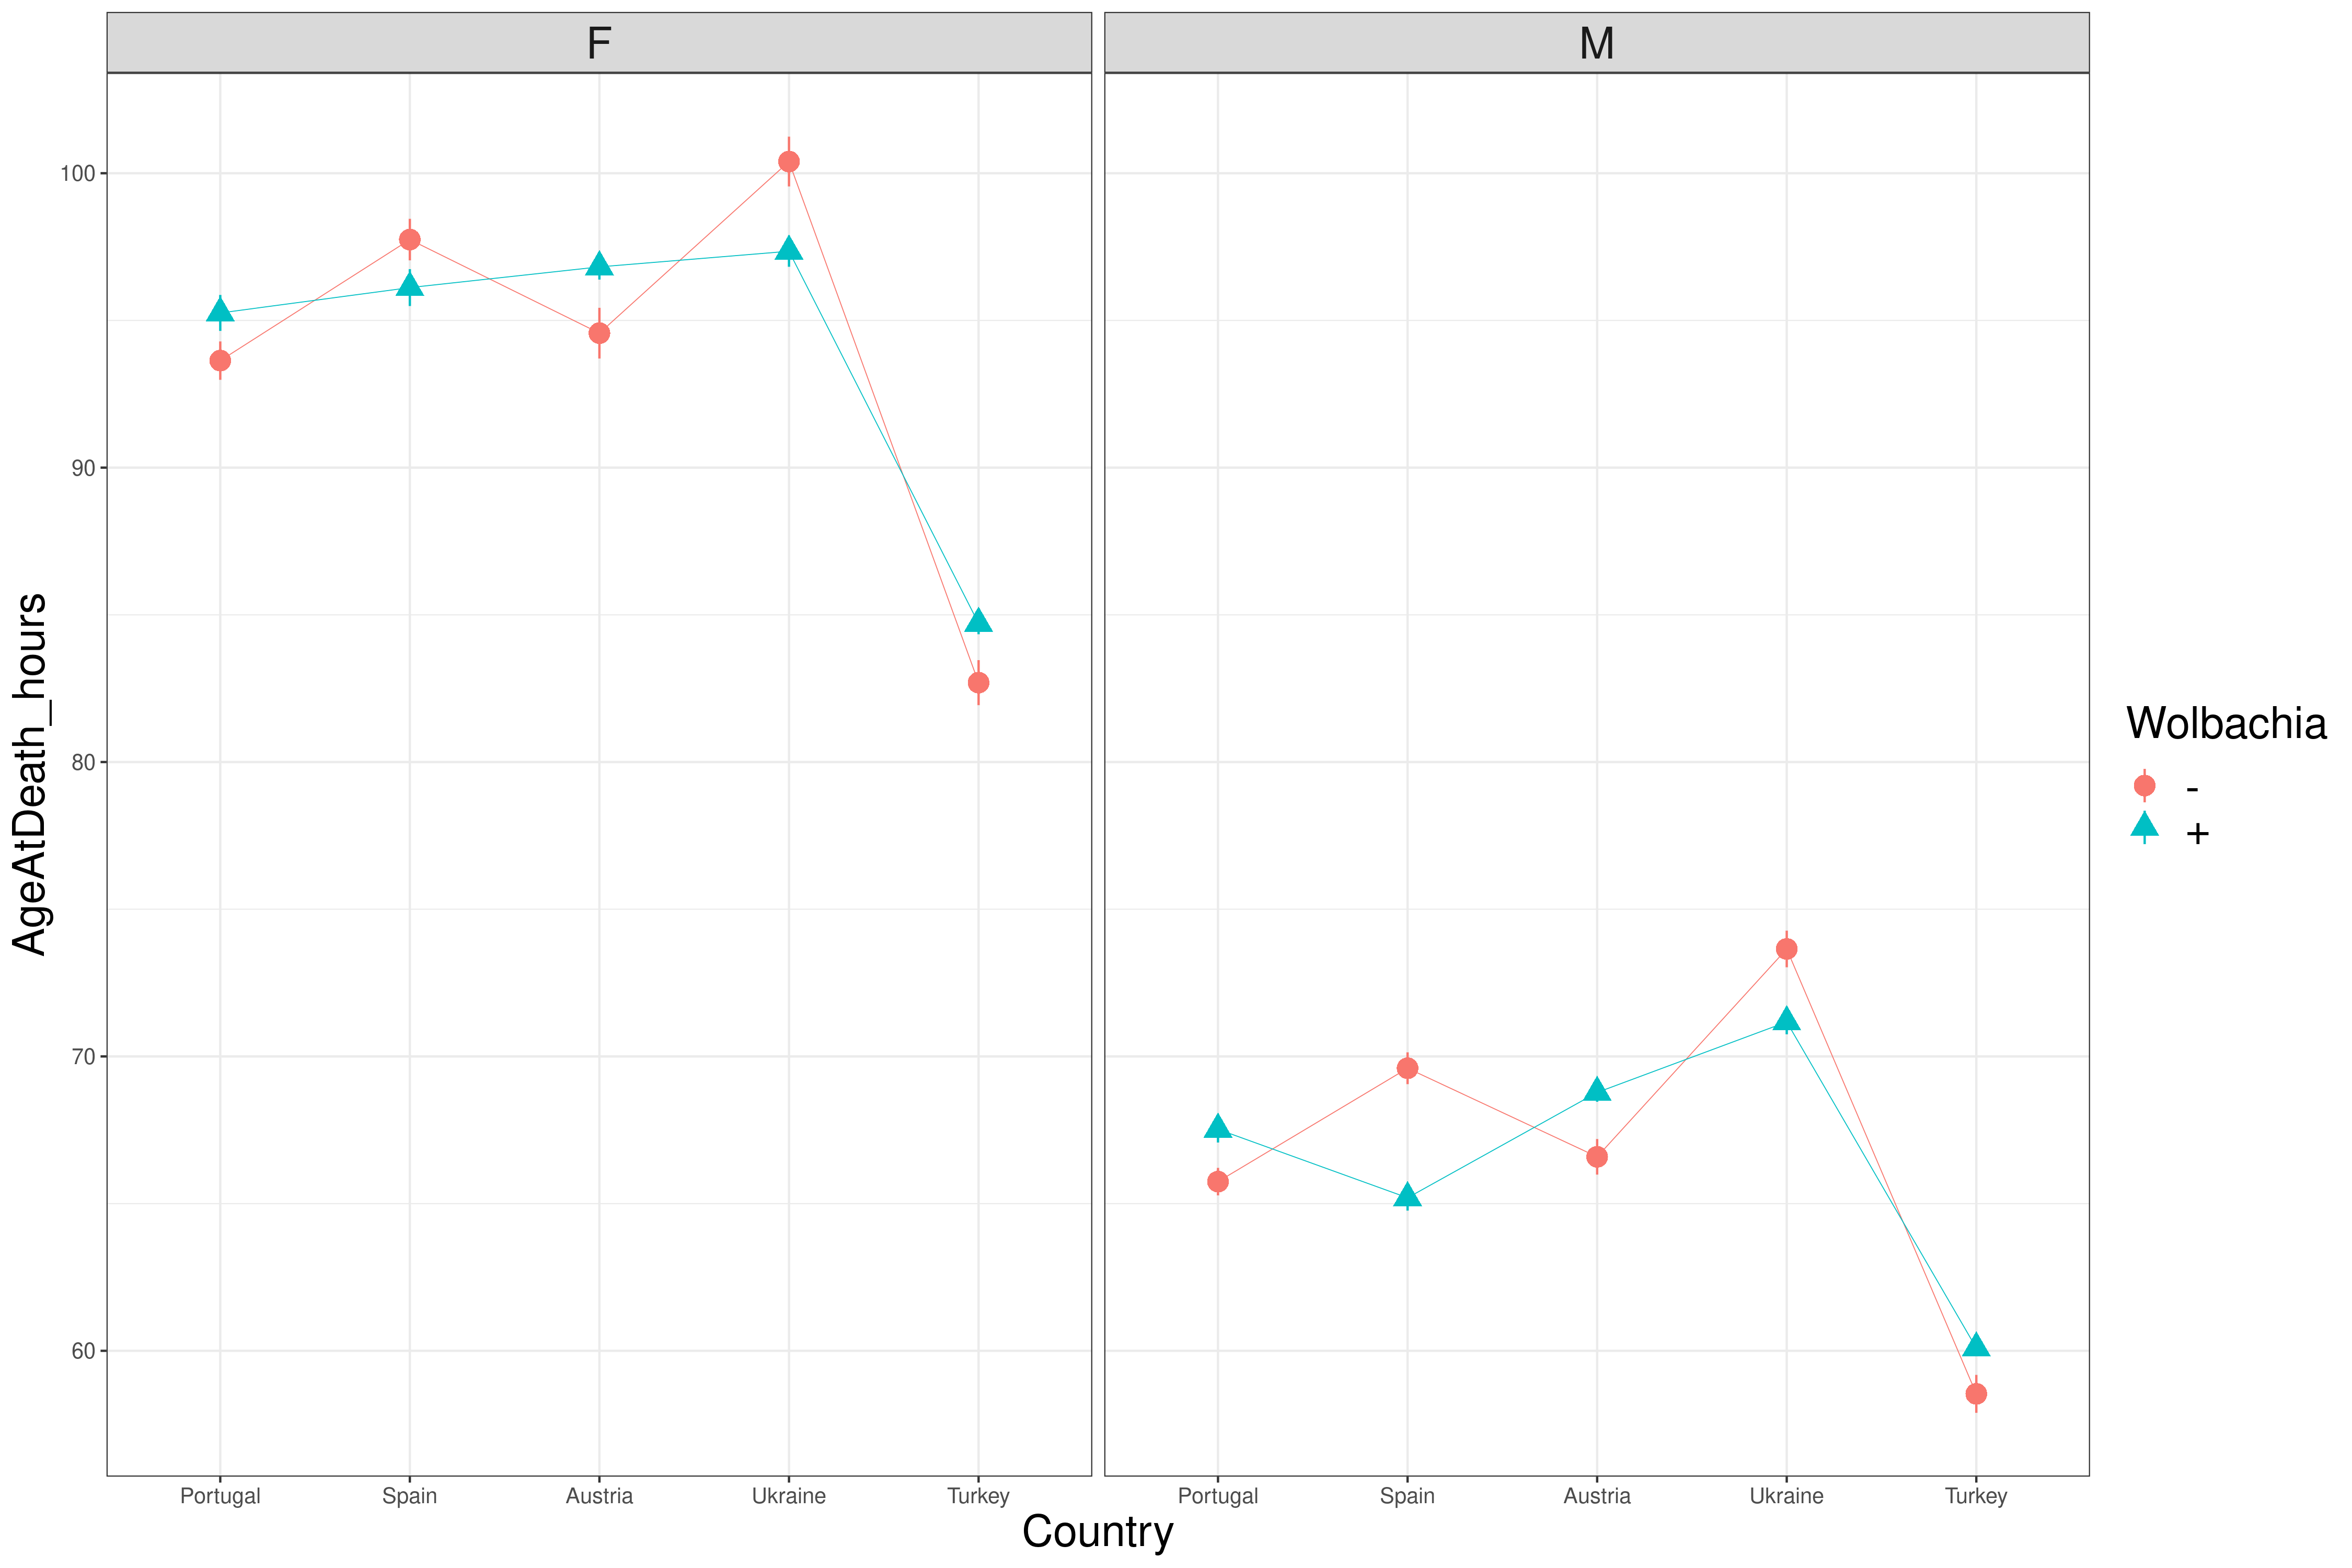 F
M
100
90
80
70
60
AgeAtDeath_hours
Portugal Spain Austria Ukraine Turkey
Portugal Spain Austria Ukraine Turkey
Country
Wolbachia
-
+